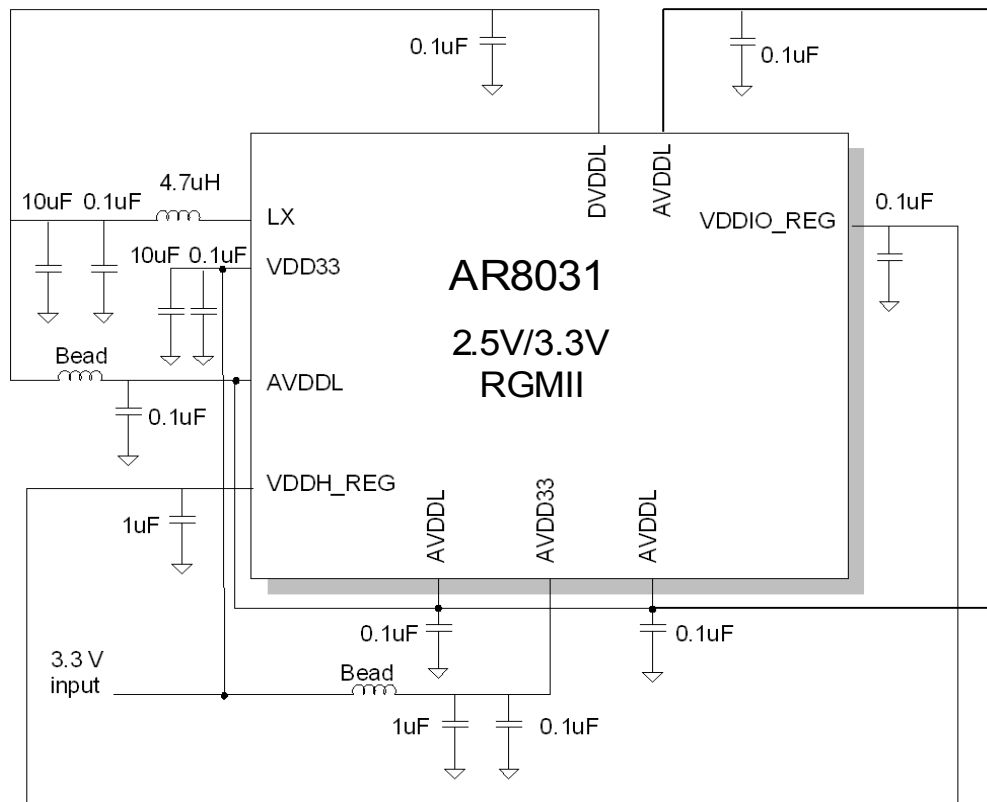 0.1uF
0.1uF
DVDDL
AVDDL
4.7uH
10uF
0.1uF
LX
VDDIO_REG
0.1uF
10uF
0.1uF
VDD33
AR8031
2.5V/3.3V
RGMII
Bead
AVDDL
0.1uF
VDDH_REG
1uF
AVDDL
AVDD33
AVDDL
0.1uF
0.1uF
3.3 V
input
Bead
1uF
0.1uF